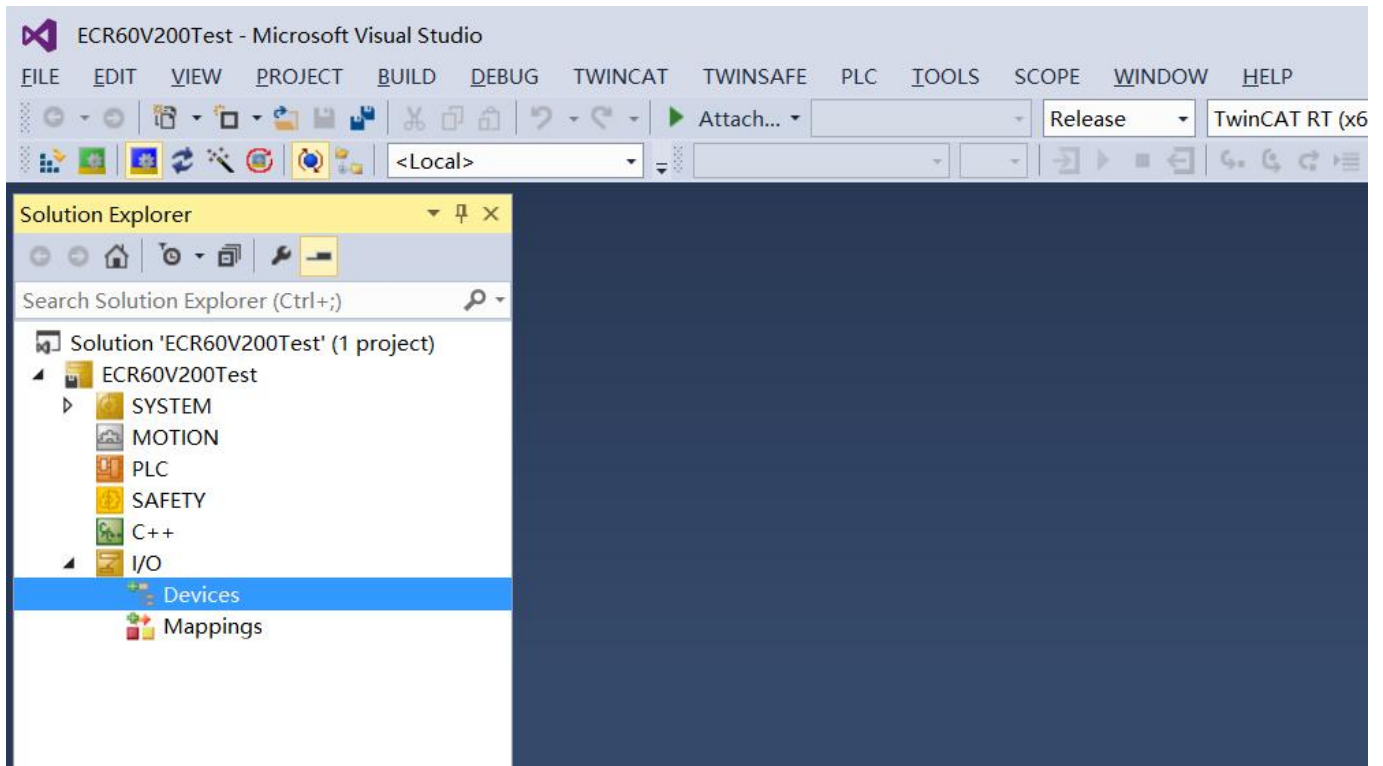 ECR60V200Test - Microsoft Visual Studio
FILE EDIT VIEW PROJECT BUILD DEBUG TWINCAT TWINSAFE PLC TOOLS SCOPE WINDOW HELP
Attach... Release TwinCAT RT (x6
<Local>
Solution Explorer
Search Solution Explorer (Ctrl+;)
Solution 'ECR60V200Test' (1 project)
ECR60V200Test
SYSTEM
MOTION
PLC
SAFETY
C++
I/O
Devices
Mappings